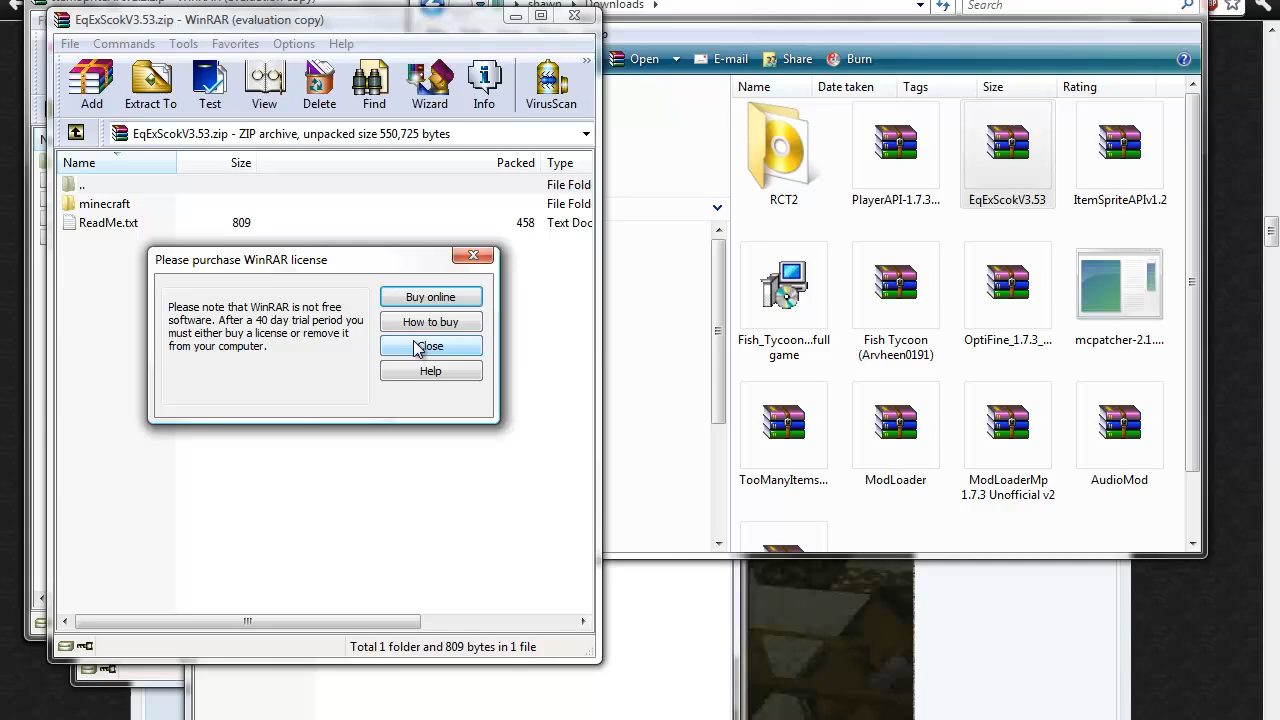 shawn
Downloads
Search
EqExScokV3.53.zip - WinRAR (evaluation copy)
File Commands Tools Favorites Options Help
Add Extract To Test View Delete Find Wizard Info VirusScan
EqExScokV3.53.zip - ZIP archive, unpacked size 550,725 bytes
Name Size Packed Type
.. File Fold
minecraft File Fold
ReadMe.txt 809 458 Text Doc
Please purchase WinRAR license
Please note that WinRAR is not free
software. After a 40 day trial period you
must either buy a license or remove it
from your computer.
Buy online
How to buy
Close
Help
Total 1 folder and 809 bytes in 1 file
Open E-mail Share Burn
Name Date taken Tags Size Rating
RCT2
PlayerAPI-1.7.3...
EqExScokV3.53
ItemSpriteAPIv1.2
Fish_Tycoon...full
game
Fish Tycoon
(Arvheen0191)
OptiFine_1.7.3_...
mcpatcher-2.1....
TooManyItems...
ModLoader
ModLoaderMp
1.7.3 Unofficial v2
AudioMod